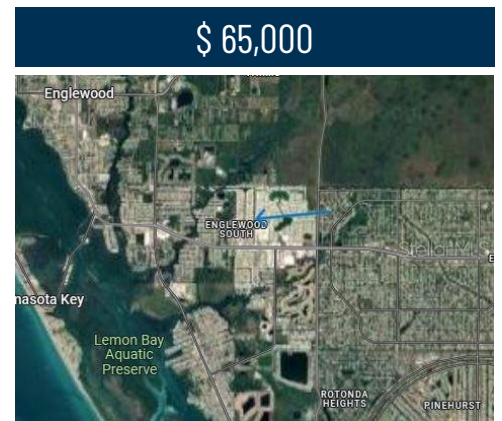 $ 65,000
Englewood
ENGLEWOOD
SOUTH
nasota Key
Lemon Bay
Aquatic
Preserve
ROTONDA
HEIGHTS
PINEHURST
E